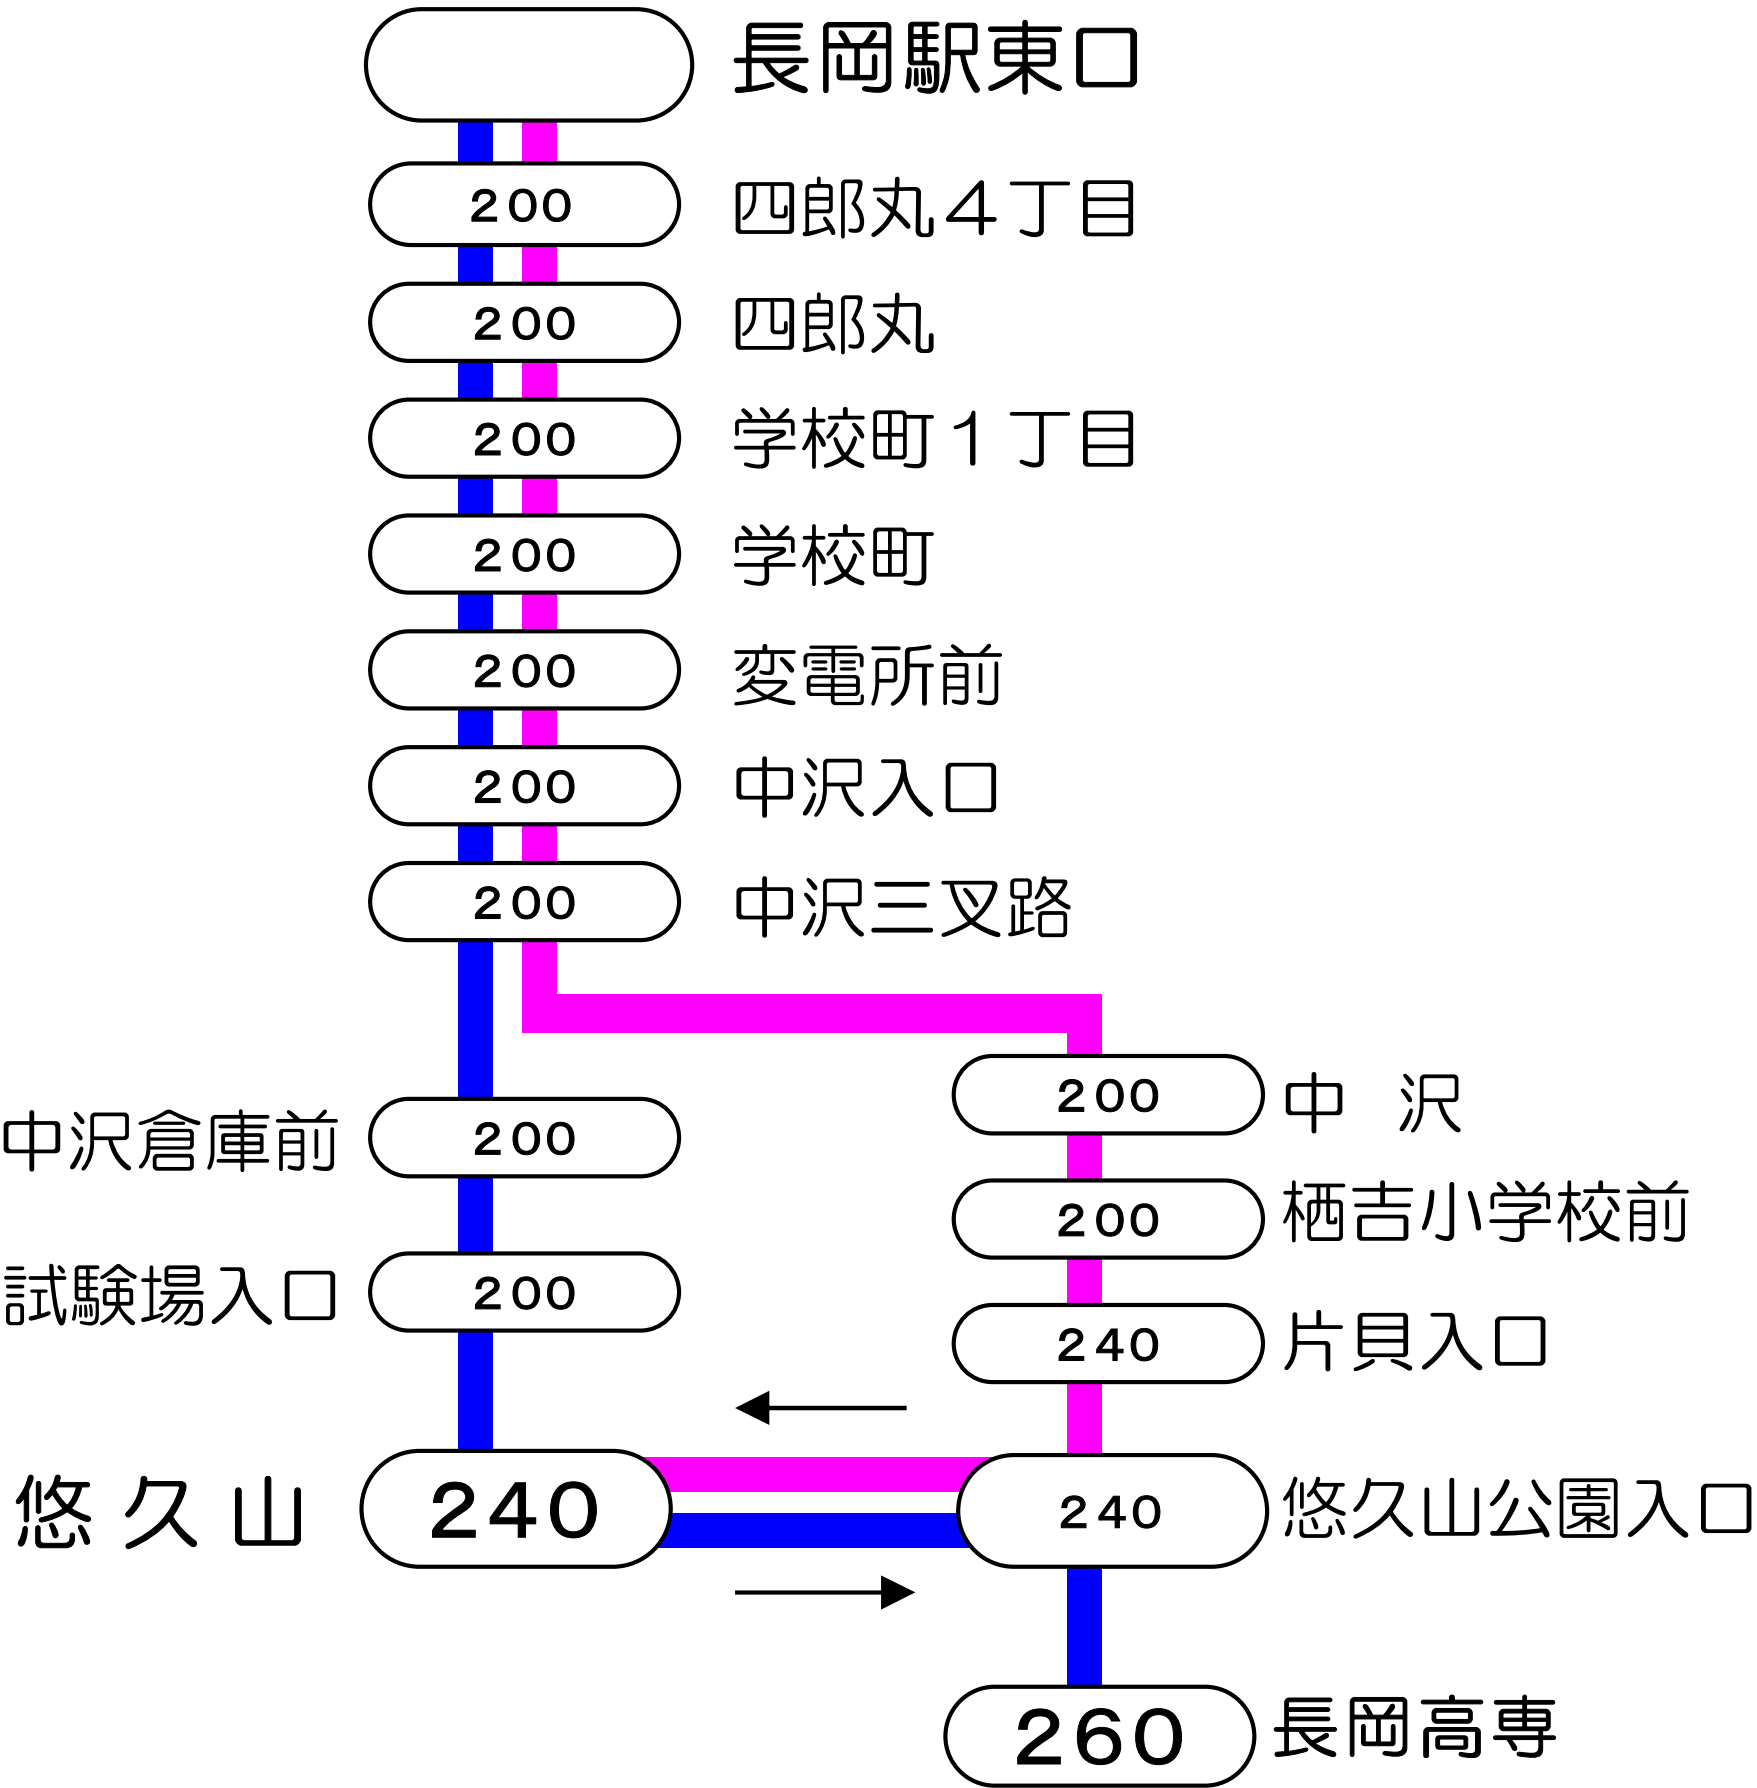 長岡駅東口
200 四郎丸４丁目
200 四郎丸
200 学校町１丁目
200 学校町
200 変電所前
200 中沢入口
200 中沢三叉路
200 中 沢
中沢倉庫前 200
200 栖吉小学校前
試験場入口 200
240 片貝入口
悠久山 240
240 悠久山公園入口
260 長岡高専